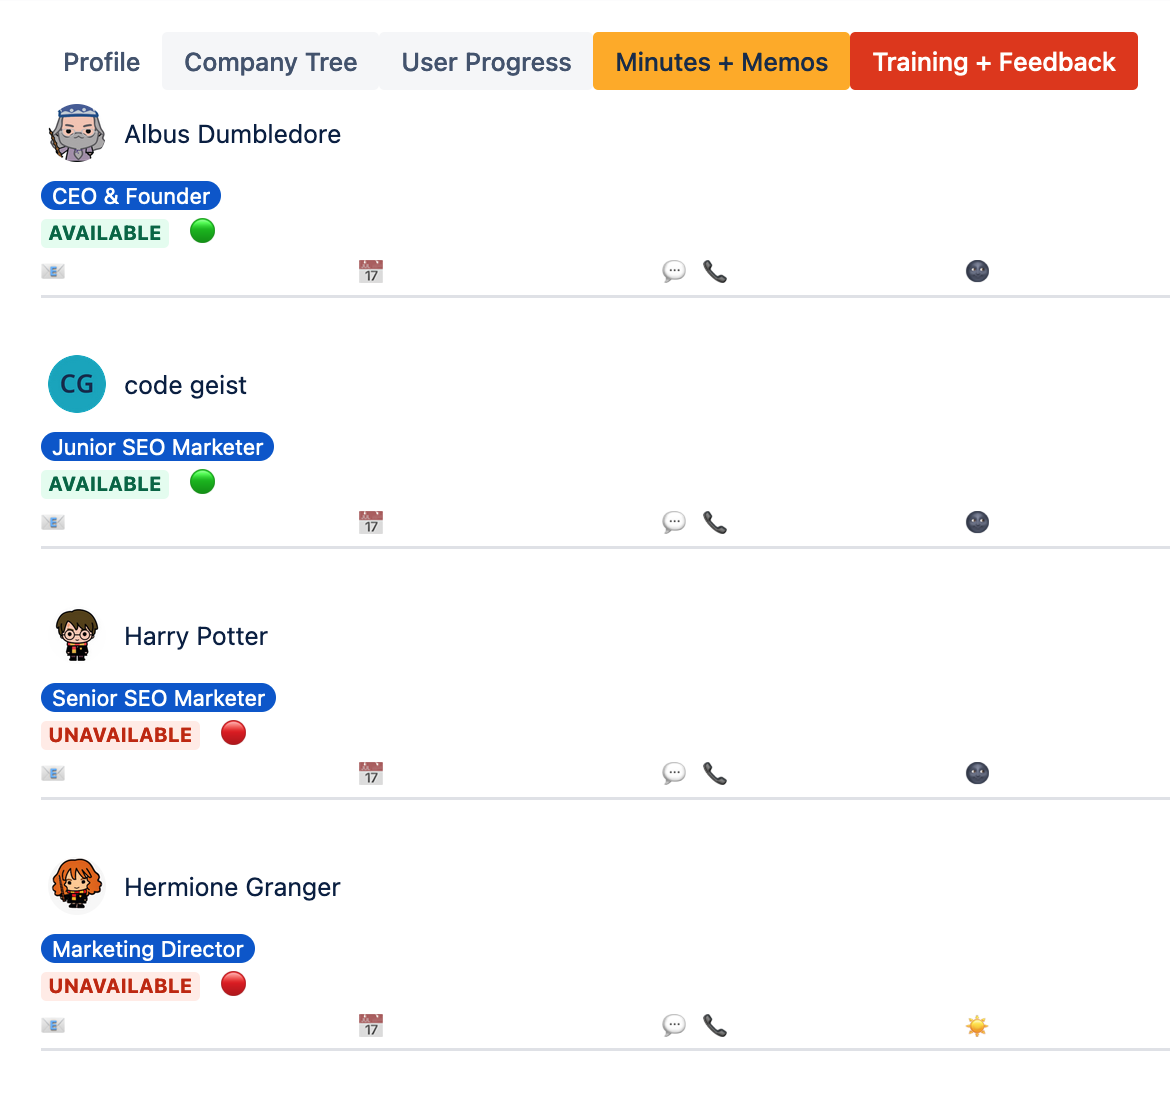 Profile Company Tree User Progress Minutes + Memos Training + Feedback
Albus Dumbledore
CEO & Founder
AVAILABLE
17
CG code geist
Junior SEO Marketer
AVAILABLE
17
Harry Potter
Senior SEO Marketer
UNAVAILABLE
17
Hermione Granger
Marketing Director
UNAVAILABLE
17